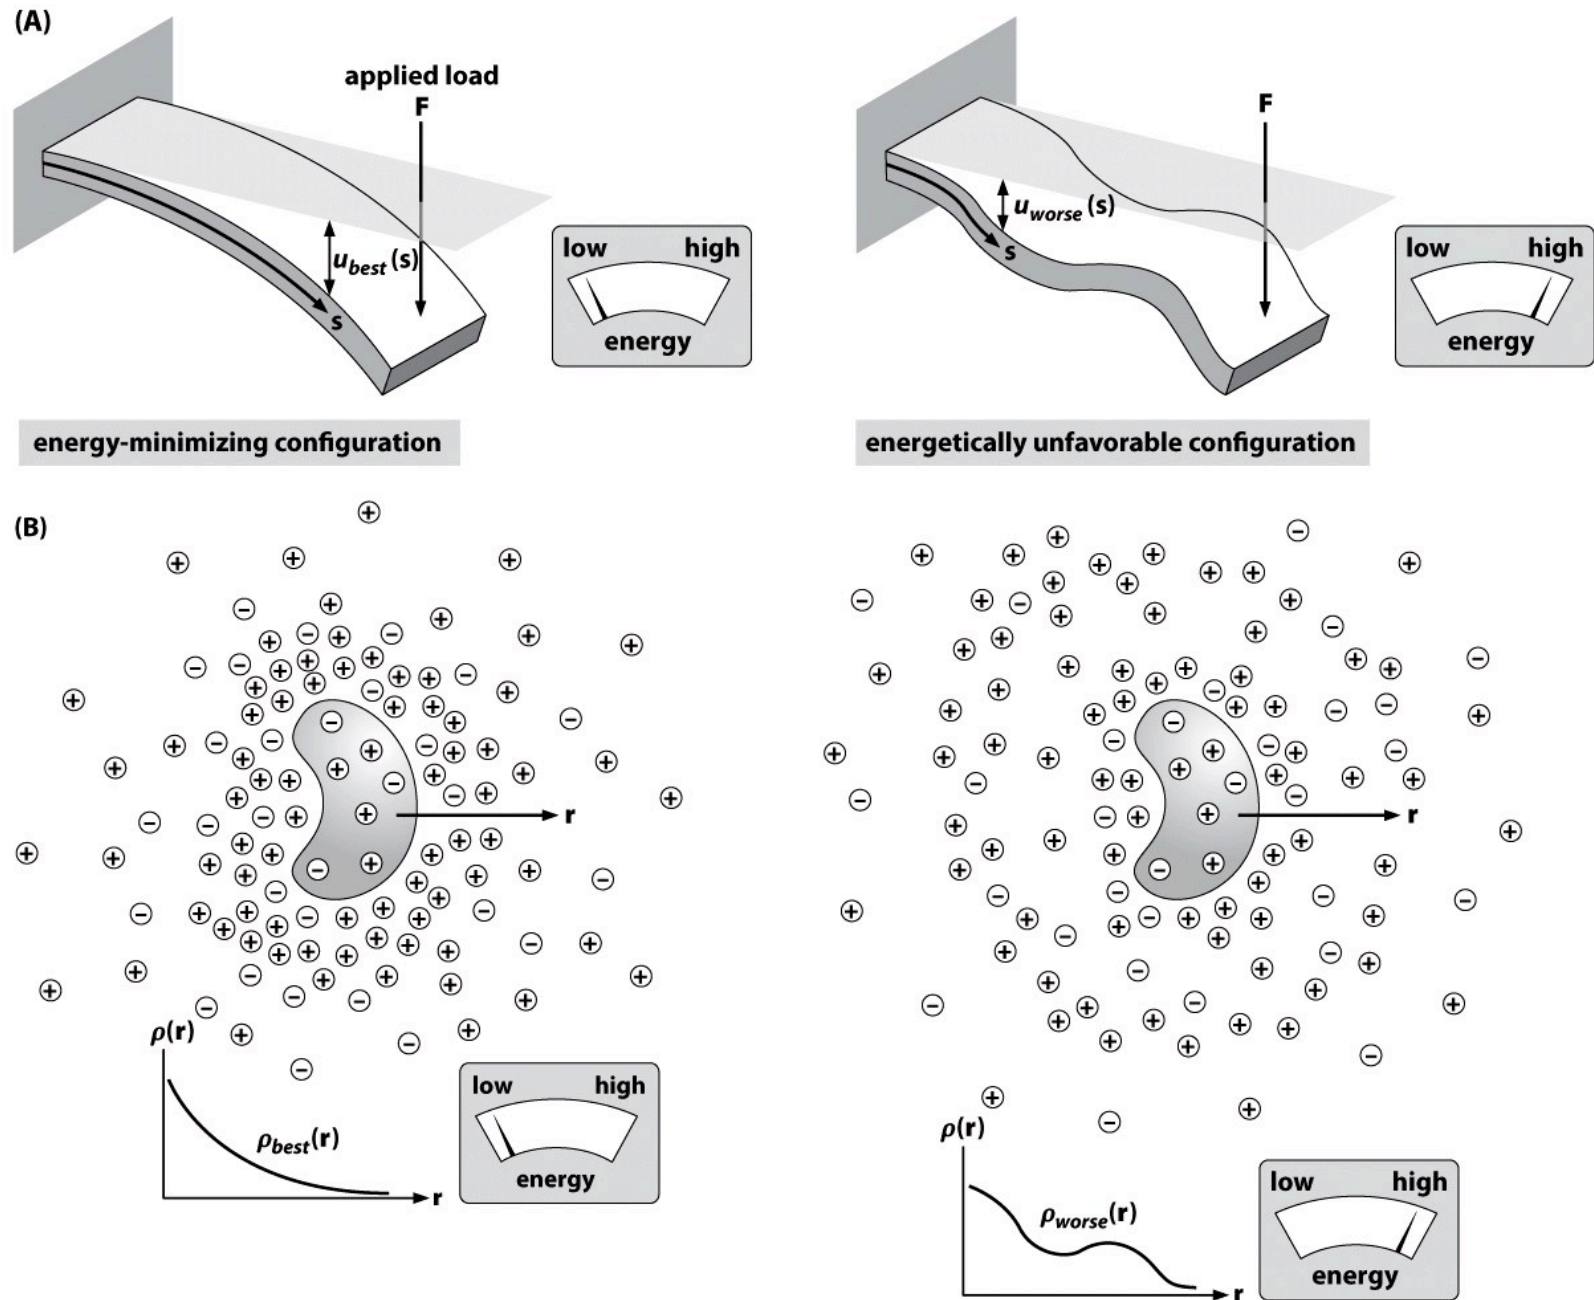 (A)
applied load
F
u_best (s)
s
low high
energy
energy-minimizing configuration
F
u_worse (s)
s
low high
energy
energetically unfavorable configuration
(B)
r
ρ(r)
ρ_best(r)
r
low high
energy
r
ρ(r)
ρ_worse(r)
r
low high
energy